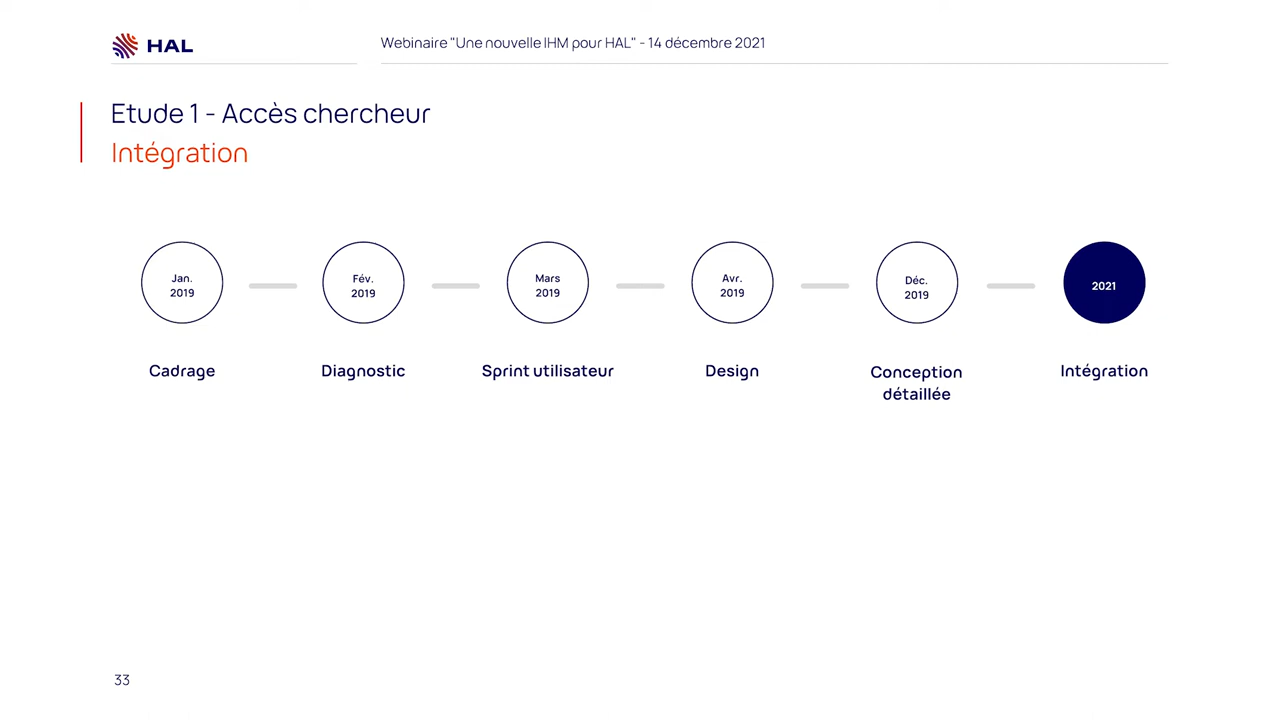 HAL
Webinaire "Une nouvelle IHM pour HAL" - 14 décembre 2021
Etude 1 - Accès chercheur
Intégration
Jan.
2019
Fév.
2019
Mars
2019
Avr.
2019
Déc.
2019
2021
Cadrage
Diagnostic
Sprint utilisateur
Design
Conception
détaillée
Intégration
33